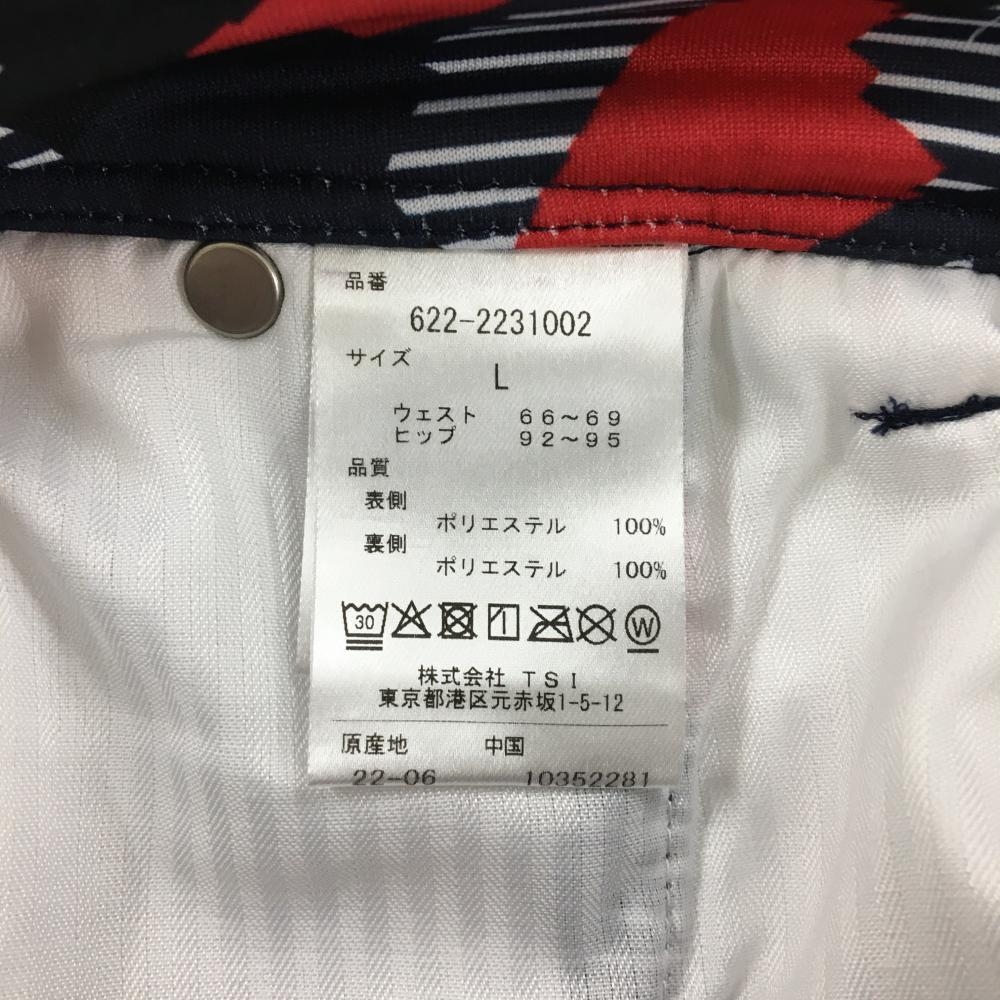 品番
622-2231002
サイズ
L
ウェスト 66〜69
ヒップ 92〜95
品質
表側
ポリエステル 100%
裏側
ポリエステル 100%
30 W
株式会社 TSI
東京都港区元赤坂1-5-12
原産地 中国
22-06 10352281